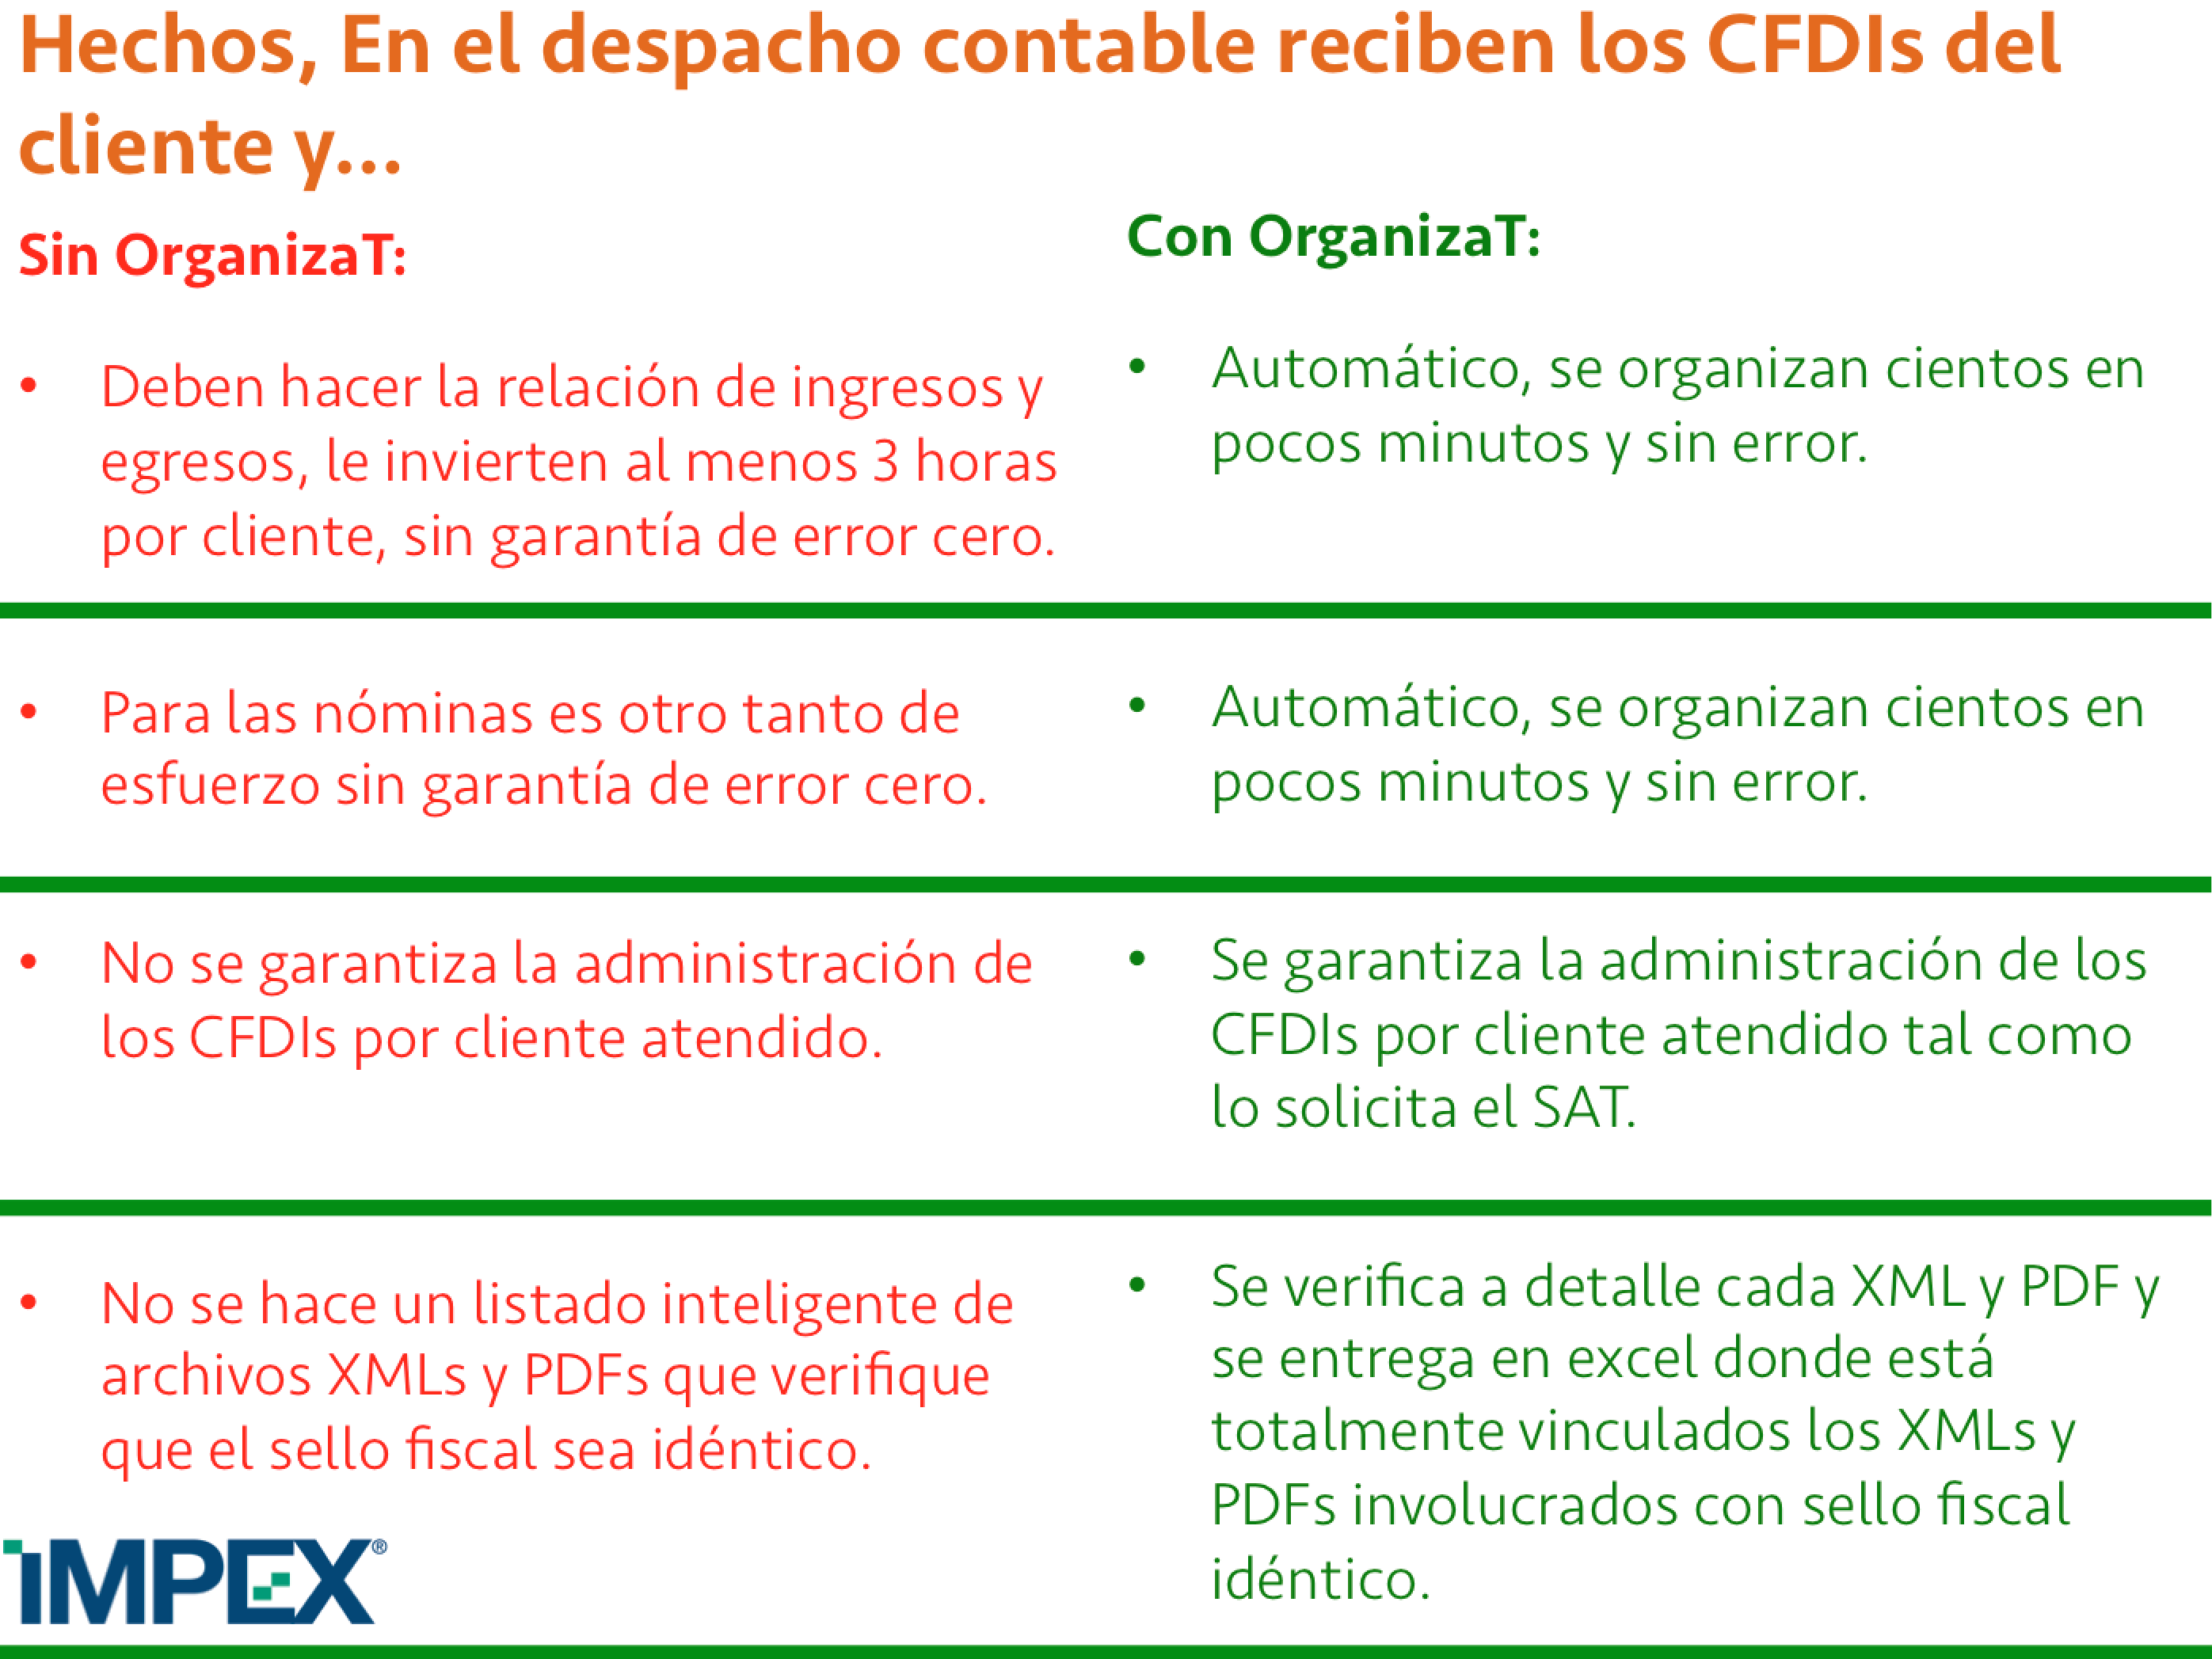 Hechos, En el despacho contable reciben los CFDIs del
cliente y...
Sin OrganizaT:
Con OrganizaT:
• Deben hacer la relación de ingresos y
egresos, le invierten al menos 3 horas
por cliente, sin garantía de error cero.
• Automático, se organizan cientos en
pocos minutos y sin error.
• Para las nóminas es otro tanto de
esfuerzo sin garantía de error cero.
• Automático, se organizan cientos en
pocos minutos y sin error.
• No se garantiza la administración de
los CFDIs por cliente atendido.
• Se garantiza la administración de los
CFDIs por cliente atendido tal como
lo solicita el SAT.
• No se hace un listado inteligente de
archivos XMLs y PDFs que verifique
que el sello fiscal sea idéntico.
• Se verifica a detalle cada XML y PDF y
se entrega en excel donde está
totalmente vinculados los XMLs y
PDFs involucrados con sello fiscal
idéntico.
iMPEX®